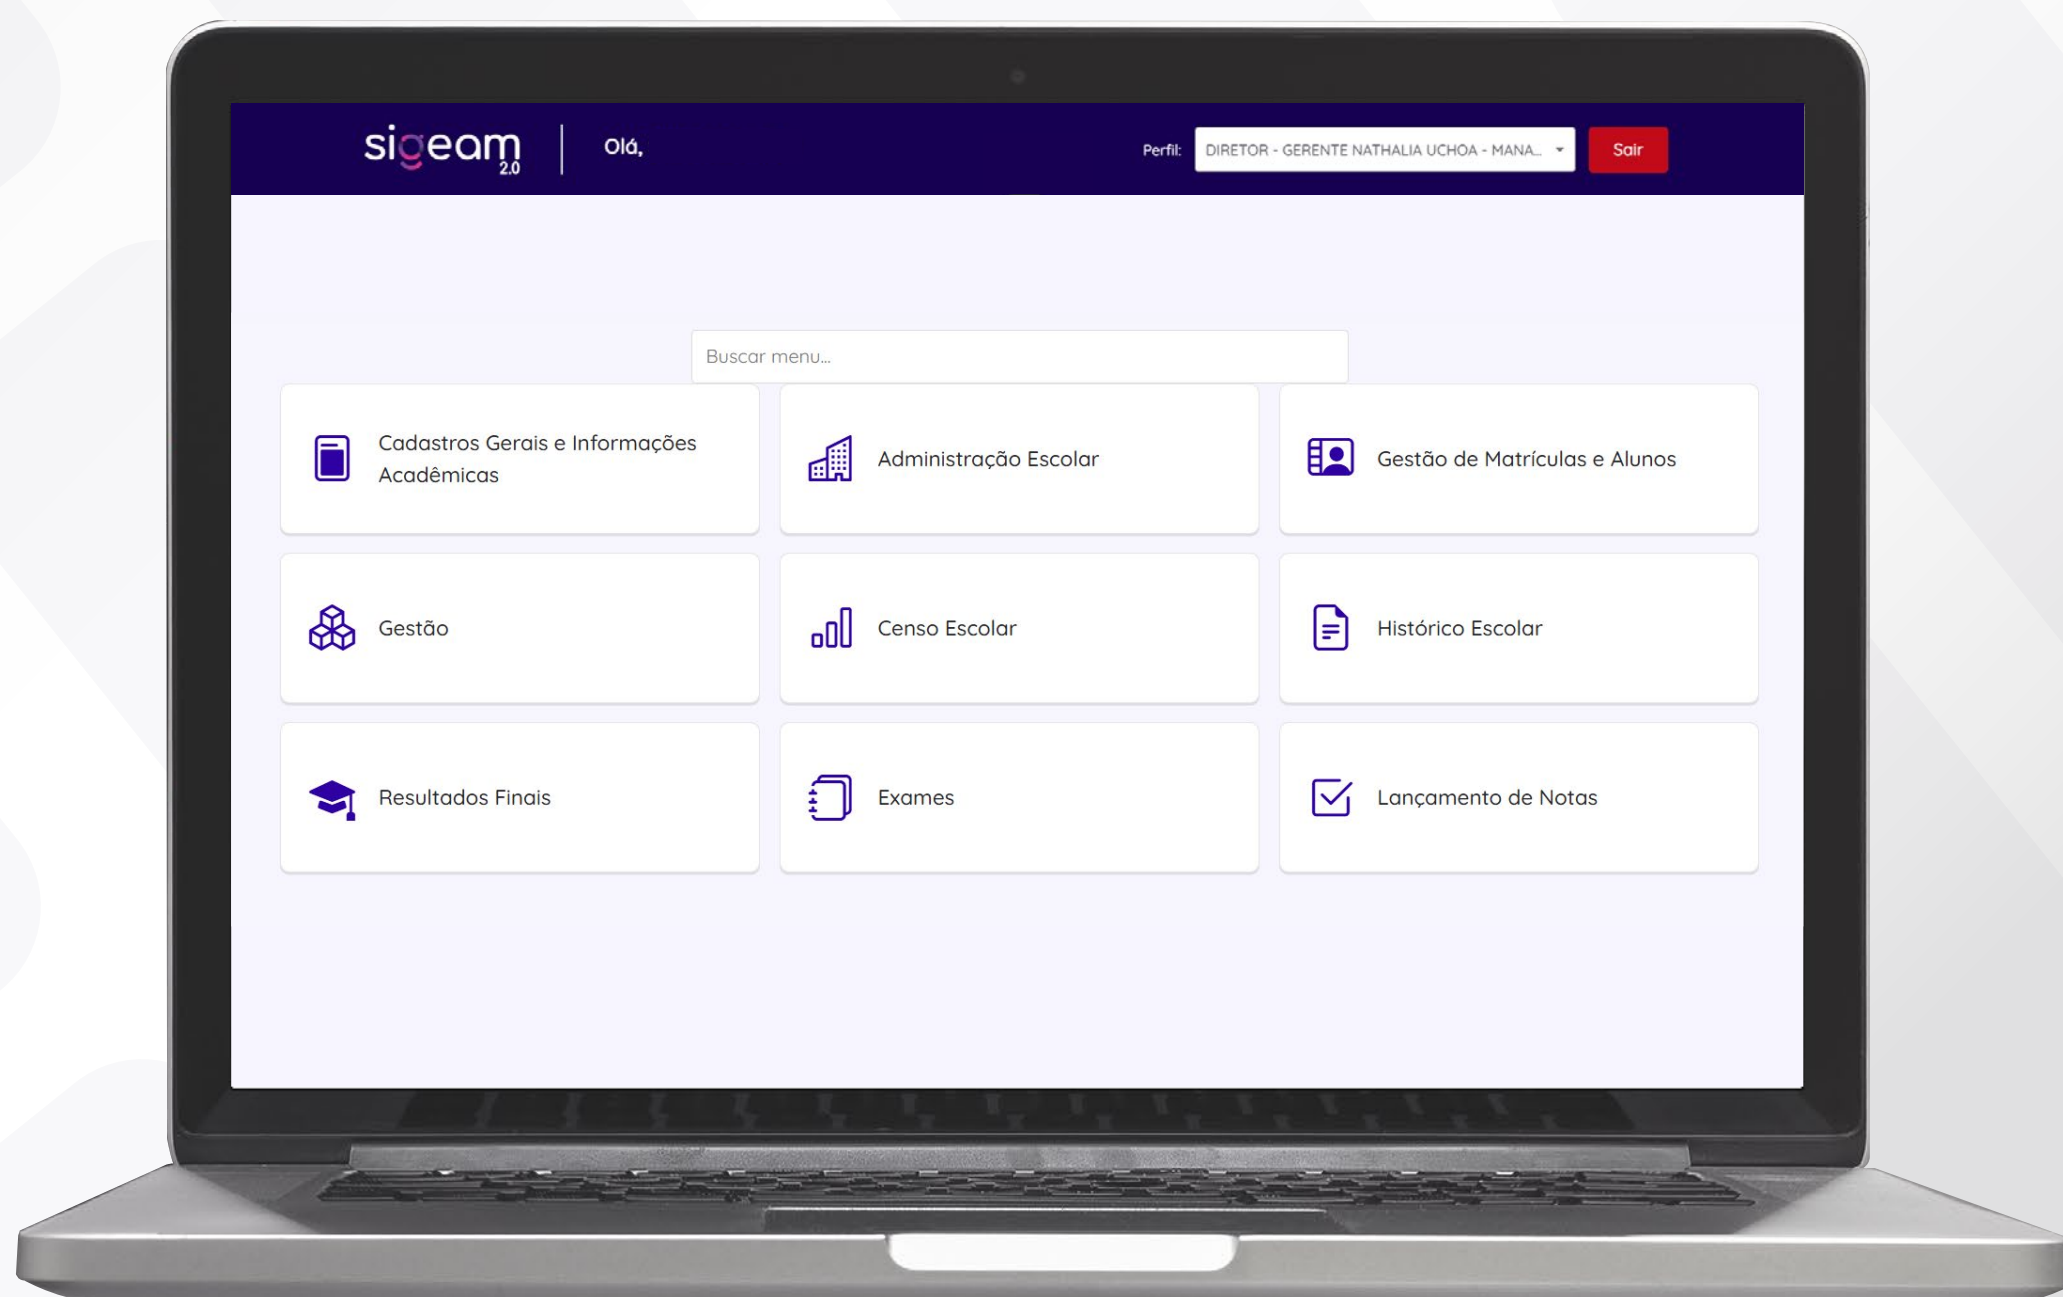 sigeam
2.0
Olá,
Perfil:
DIRETOR - GERENTE NATHALIA UCHOA - MANA...
Sair
Buscar menu...
Cadastros Gerais e Informações
Acadêmicas
Administração Escolar
Gestão de Matrículas e Alunos
Gestão
Censo Escolar
Histórico Escolar
Resultados Finais
Exames
Lançamento de Notas